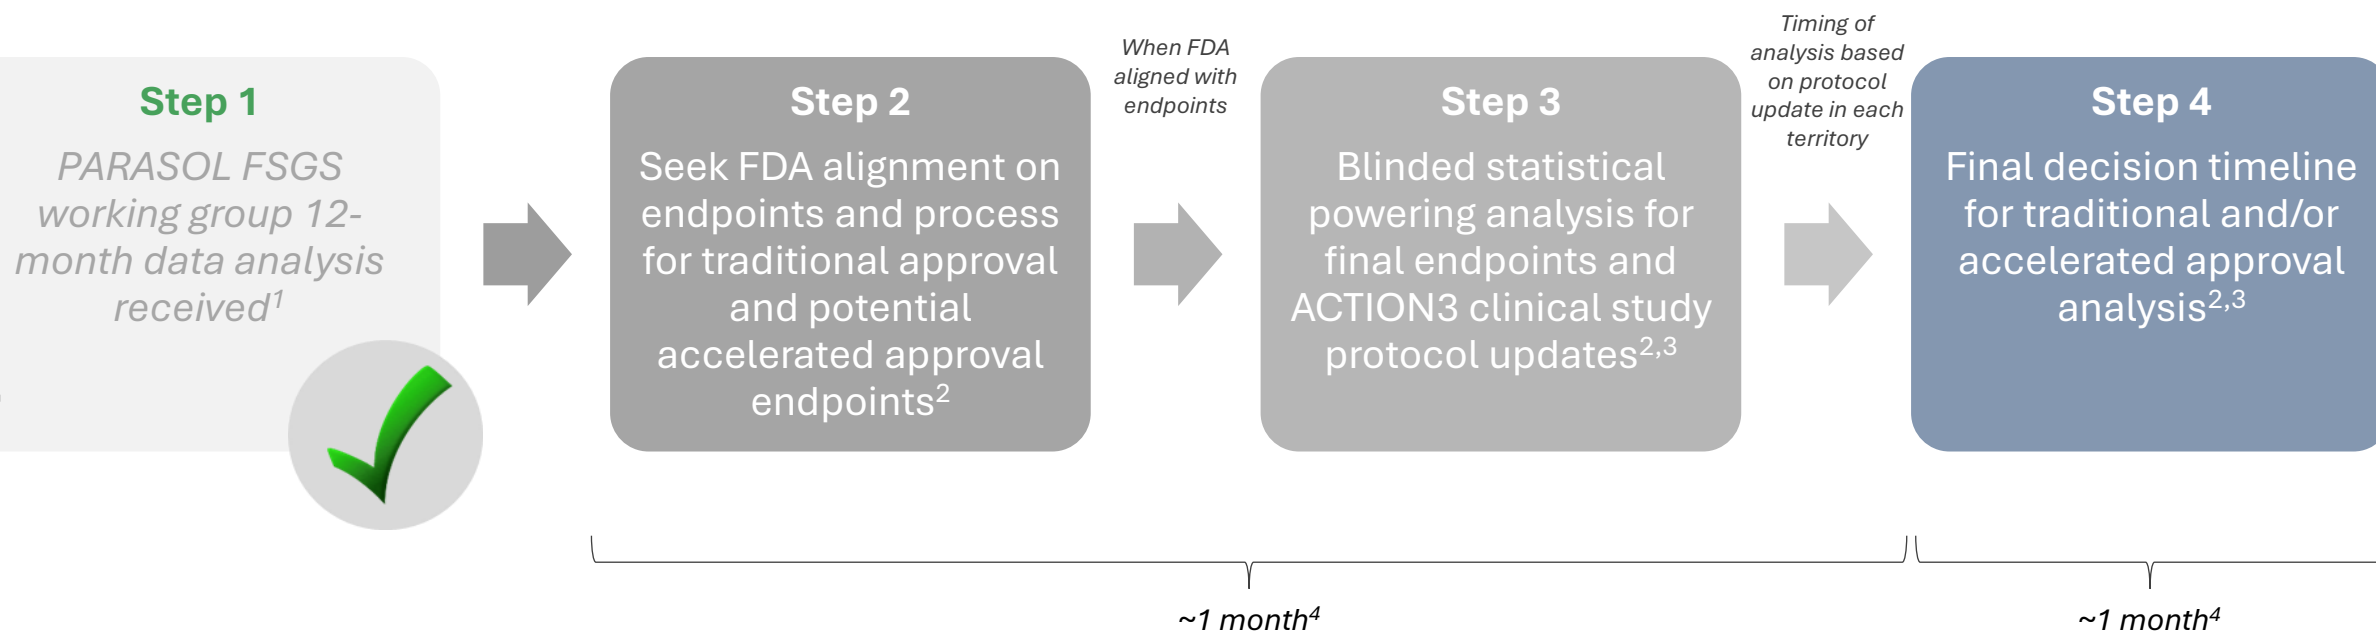 Step 1
PARASOL FSGS
working group 12-
month data analysis
received¹
Step 2
Seek FDA alignment on
endpoints and process
for traditional approval
and potential
accelerated approval
endpoints²
When FDA
aligned with
endpoints
Step 3
Blinded statistical
powering analysis for
final endpoints and
ACTION3 clinical study
protocol updates²,³
Timing of
analysis based
on protocol
update in each
territory
Step 4
Final decision timeline
for traditional and/or
accelerated approval
analysis²,³
~1 month⁴
~1 month⁴